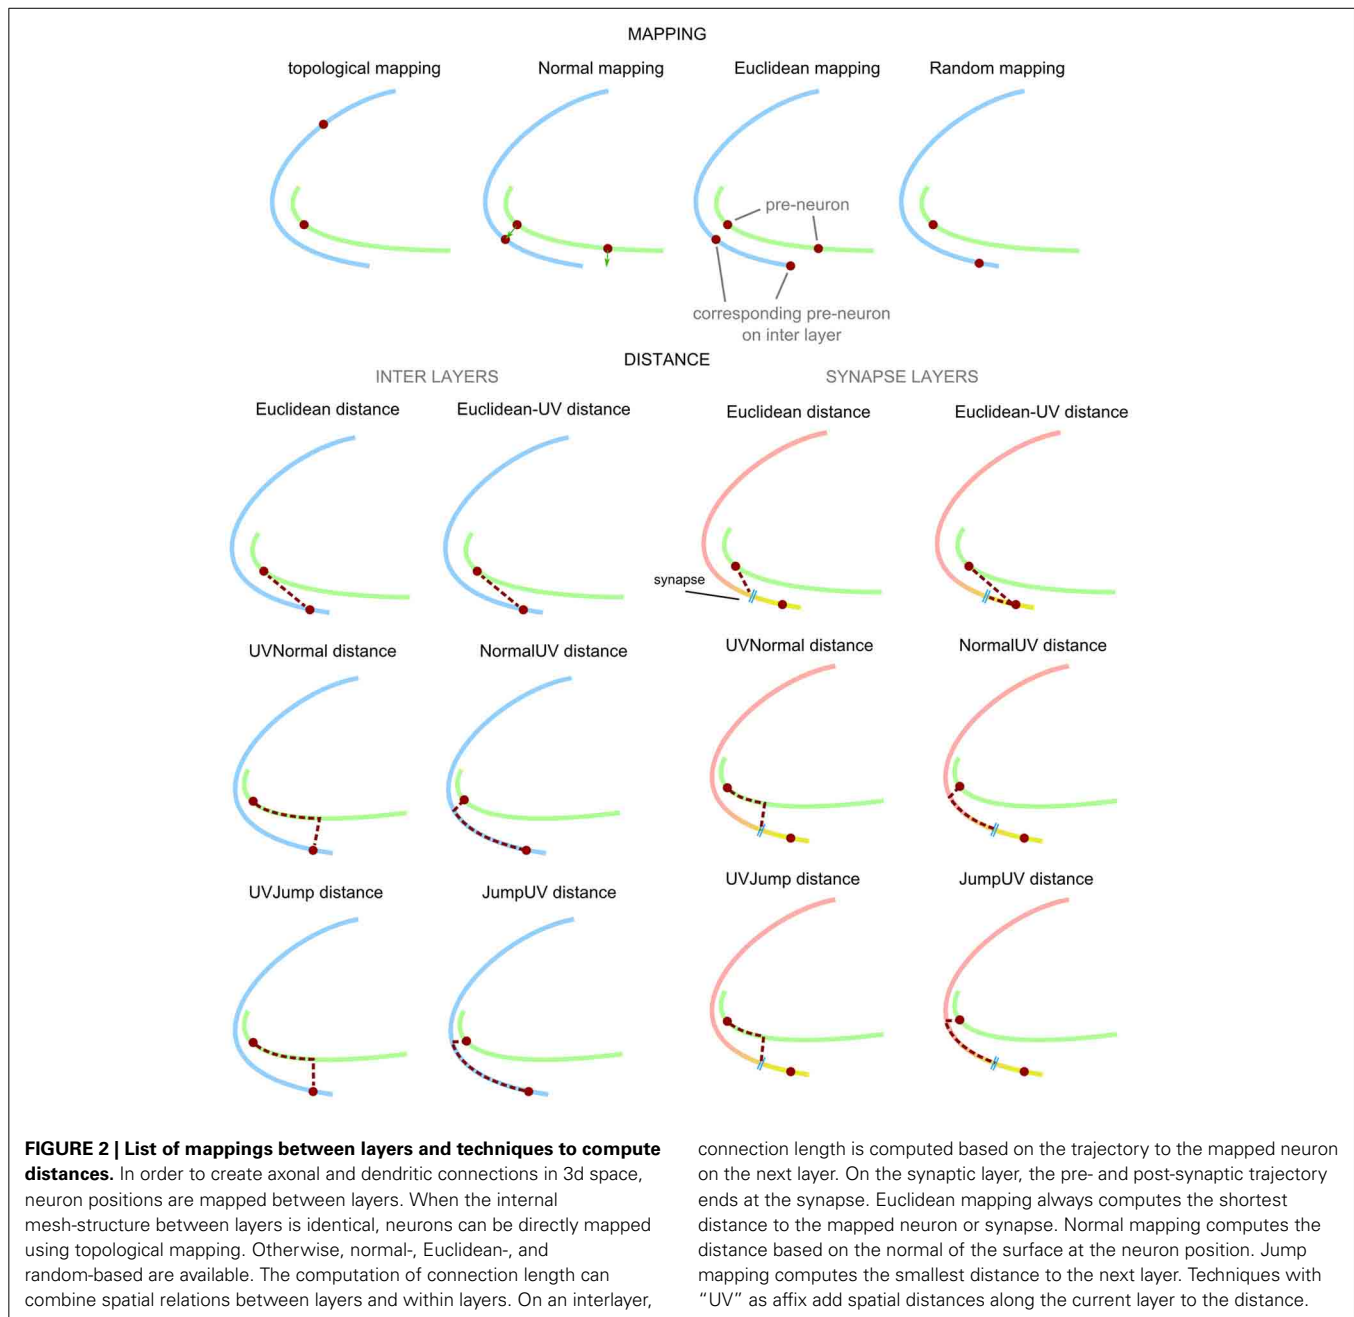 MAPPING
topological mapping
Normal mapping
Euclidean mapping
Random mapping
pre-neuron
corresponding pre-neuron
on inter layer
DISTANCE
INTER LAYERS
SYNAPSE LAYERS
Euclidean distance
Euclidean-UV distance
Euclidean distance
Euclidean-UV distance
synapse
UVNormal distance
NormalUV distance
UVNormal distance
NormalUV distance
UVJump distance
JumpUV distance
UVJump distance
JumpUV distance
FIGURE 2 | List of mappings between layers and techniques to compute
distances. In order to create axonal and dendritic connections in 3d space,
neuron positions are mapped between layers. When the internal
mesh-structure between layers is identical, neurons can be directly mapped
using topological mapping. Otherwise, normal-, Euclidean-, and
random-based are available. The computation of connection length can
combine spatial relations between layers and within layers. On an interlayer,
connection length is computed based on the trajectory to the mapped neuron
on the next layer. On the synaptic layer, the pre- and post-synaptic trajectory
ends at the synapse. Euclidean mapping always computes the shortest
distance to the mapped neuron or synapse. Normal mapping computes the
distance based on the normal of the surface at the neuron position. Jump
mapping computes the smallest distance to the next layer. Techniques with
“UV” as affix add spatial distances along the current layer to the distance.